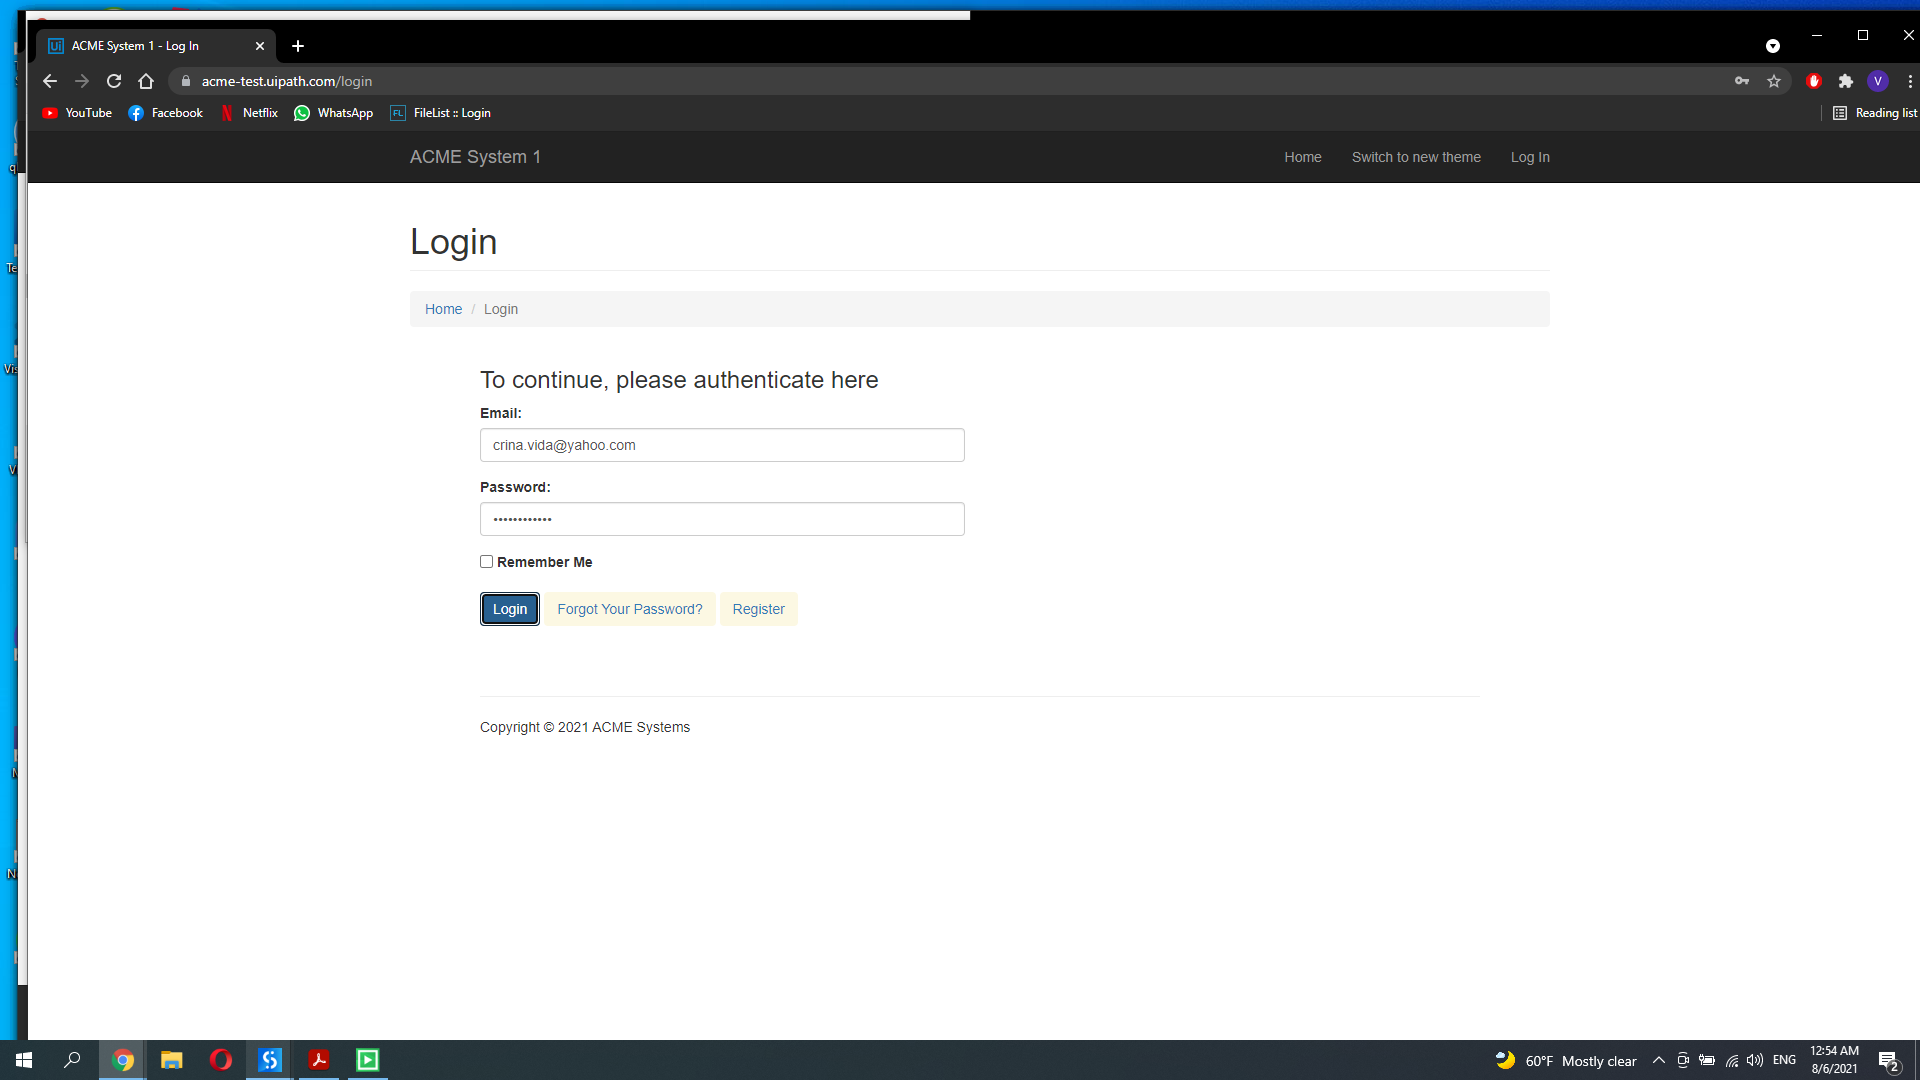 ACME System 1 - Log In
acme-test.uipath.com/login
V
YouTube Facebook Netflix WhatsApp FL FileList :: Login Reading list
ACME System 1 Home Switch to new theme Log In
Login
Home / Login
To continue, please authenticate here
Email:
crina.vida@yahoo.com
Password:
••••••••••••
Remember Me
Login Forgot Your Password? Register
Copyright © 2021 ACME Systems
60°F Mostly clear ENG
12:54 AM
8/6/2021
2